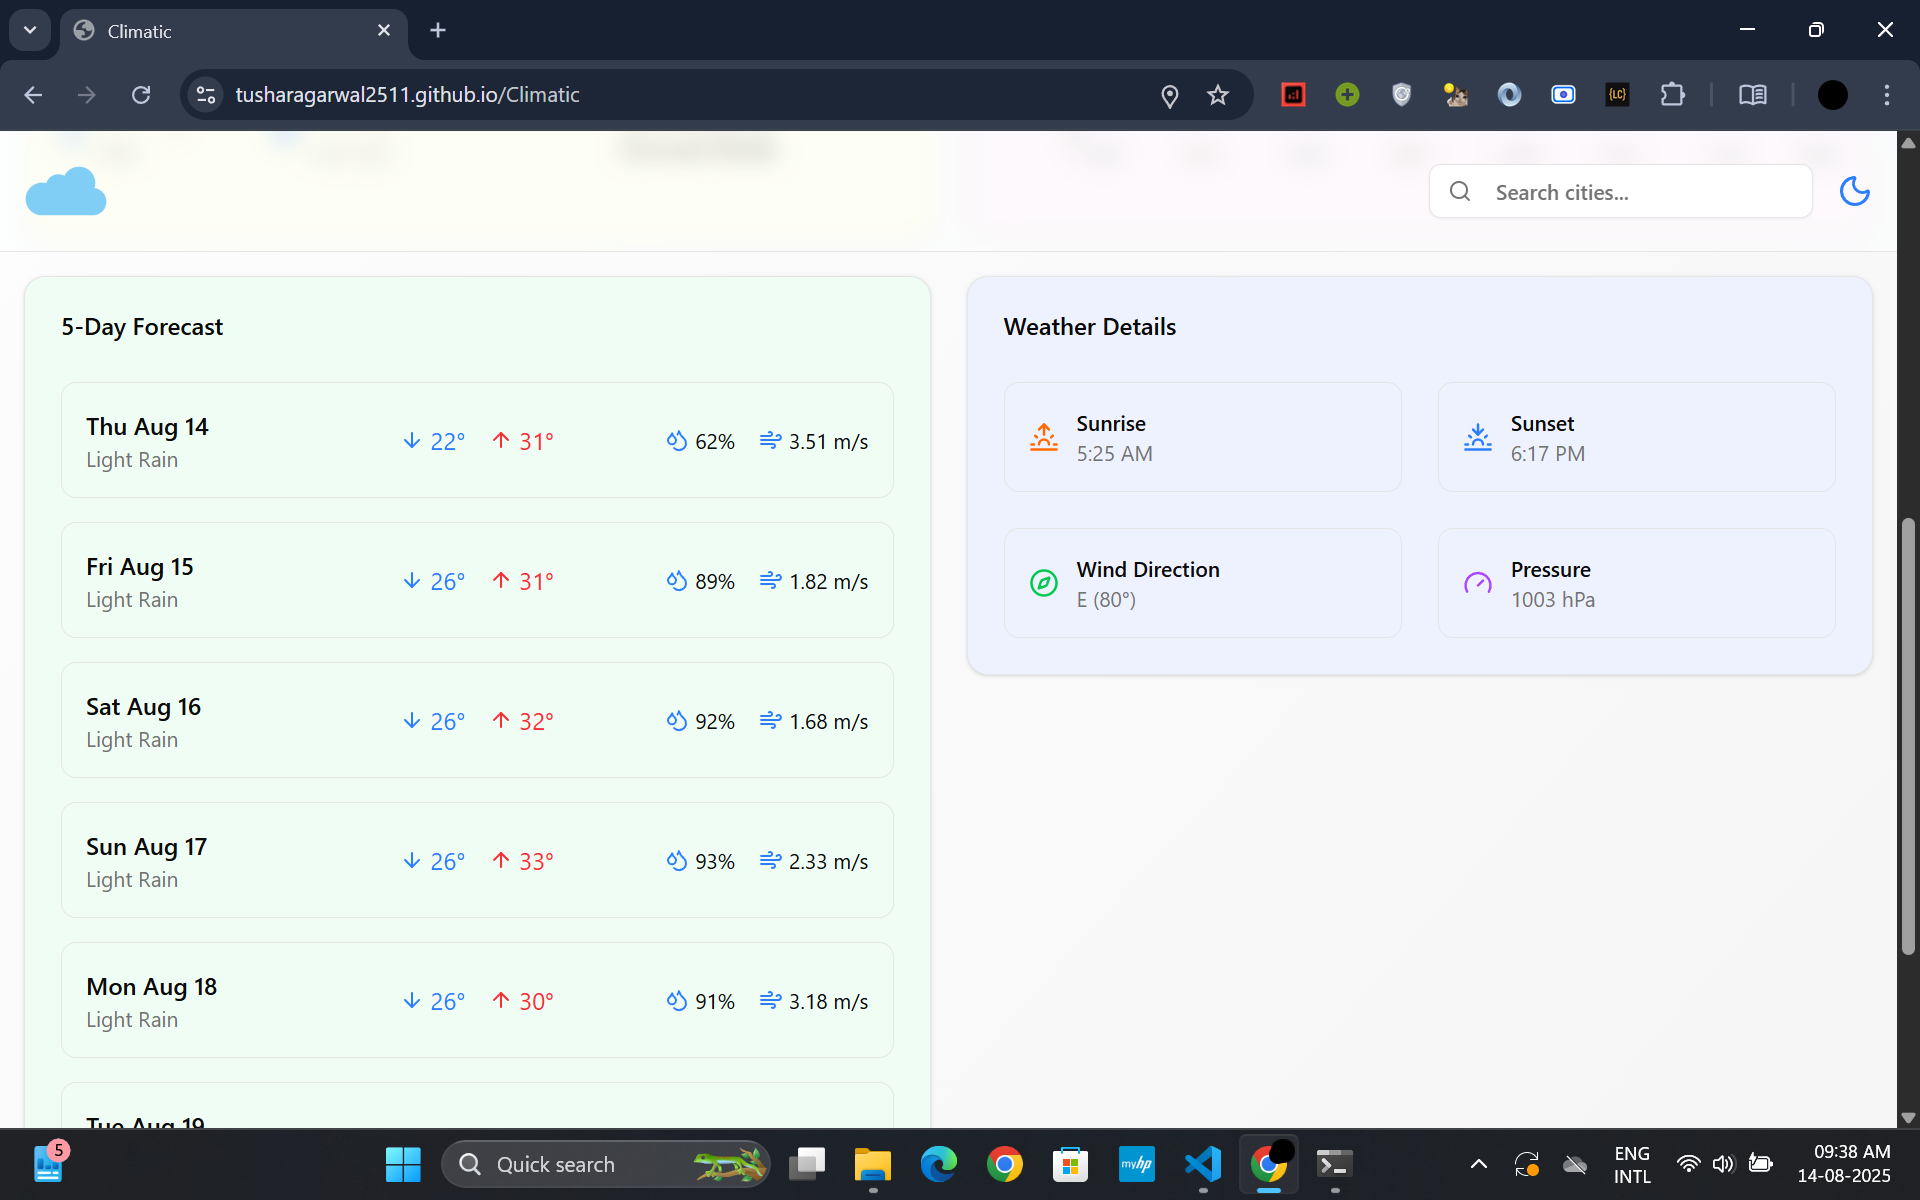 Climatic
tusharagarwal2511.github.io/Climatic
{LC}
Search cities...
5-Day Forecast
Thu Aug 14
Light Rain
22° 31° 62% 3.51 m/s
Fri Aug 15
Light Rain
26° 31° 89% 1.82 m/s
Sat Aug 16
Light Rain
26° 32° 92% 1.68 m/s
Sun Aug 17
Light Rain
26° 33° 93% 2.33 m/s
Mon Aug 18
Light Rain
26° 30° 91% 3.18 m/s
Tue Aug 19
Weather Details
Sunrise
5:25 AM
Sunset
6:17 PM
Wind Direction
E (80°)
Pressure
1003 hPa
5
Quick search
myhp
ENG
INTL
09:38 AM
14-08-2025